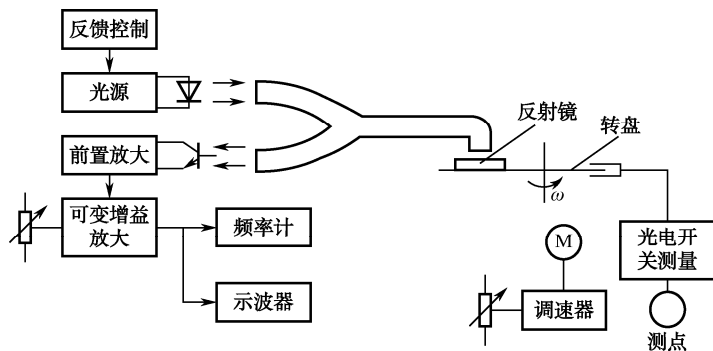 反馈控制
光源
前置放大
可变增益
放大
频率计
示波器
反射镜
转盘
ω
M
调速器
光电开
关测量
测点